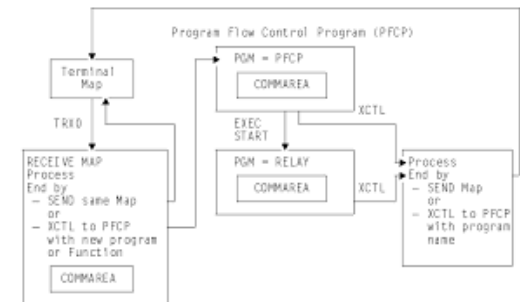 Program Flow Control Program (PFCP)
Terminal
Map
PGM = PFCP
COMMAREA
TRXD
EXEC
START
XCTL
RECEIVE MAP
Process
End by
– SEND same Map
or
– XCTL to PFCP
with new program
or Function
COMMAREA
PGM = RELAY
COMMAREA
XCTL
Process
End by
– SEND Map
or
– XCTL to PFCP
with program
name